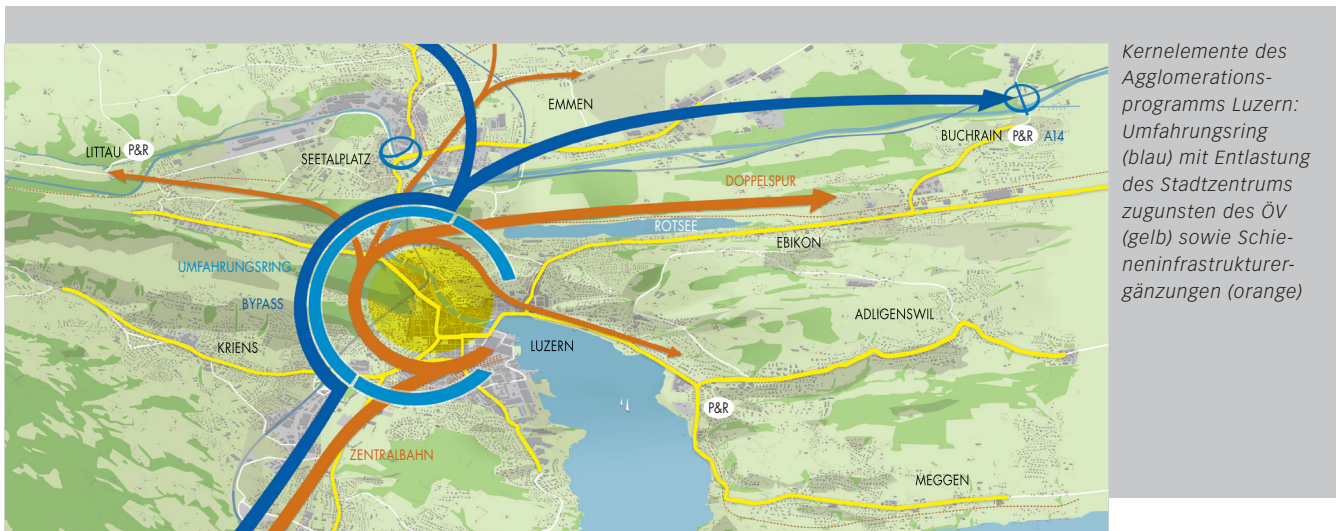 EMMEN
LITTAU P&R
SEETALPLATZ
BUCHRAIN P&R A14
DOPPELSPUR
ROTSEE
EBIKON
UMFAHRUNGSRING
BYPASS
ADLIGENSWIL
KRIENS
LUZERN
P&R
ZENTRALBAHN
MEGGEN
Kernelemente des
Agglomerations-
programms Luzern:
Umfahrungsring
(blau) mit Entlastung
des Stadtzentrums
zugunsten des ÖV
(gelb) sowie Schie-
neninfrastrukturer-
gänzungen (orange)